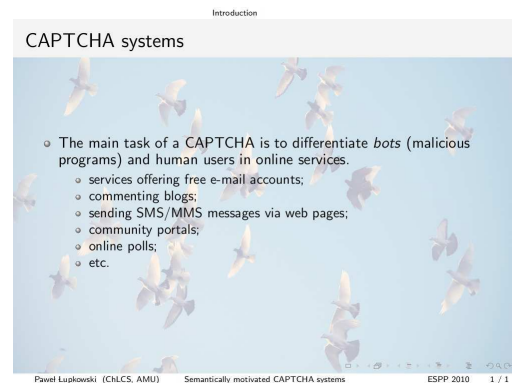 Introduction
CAPTCHA systems
The main task of a CAPTCHA is to differentiate bots (malicious
programs) and human users in online services.
services offering free e-mail accounts;
commenting blogs;
sending SMS/MMS messages via web pages;
community portals;
online polls;
etc.
Paweł Łupkowski (ChLCS, AMU) Semantically motivated CAPTCHA systems ESPP 2010 1 / 1